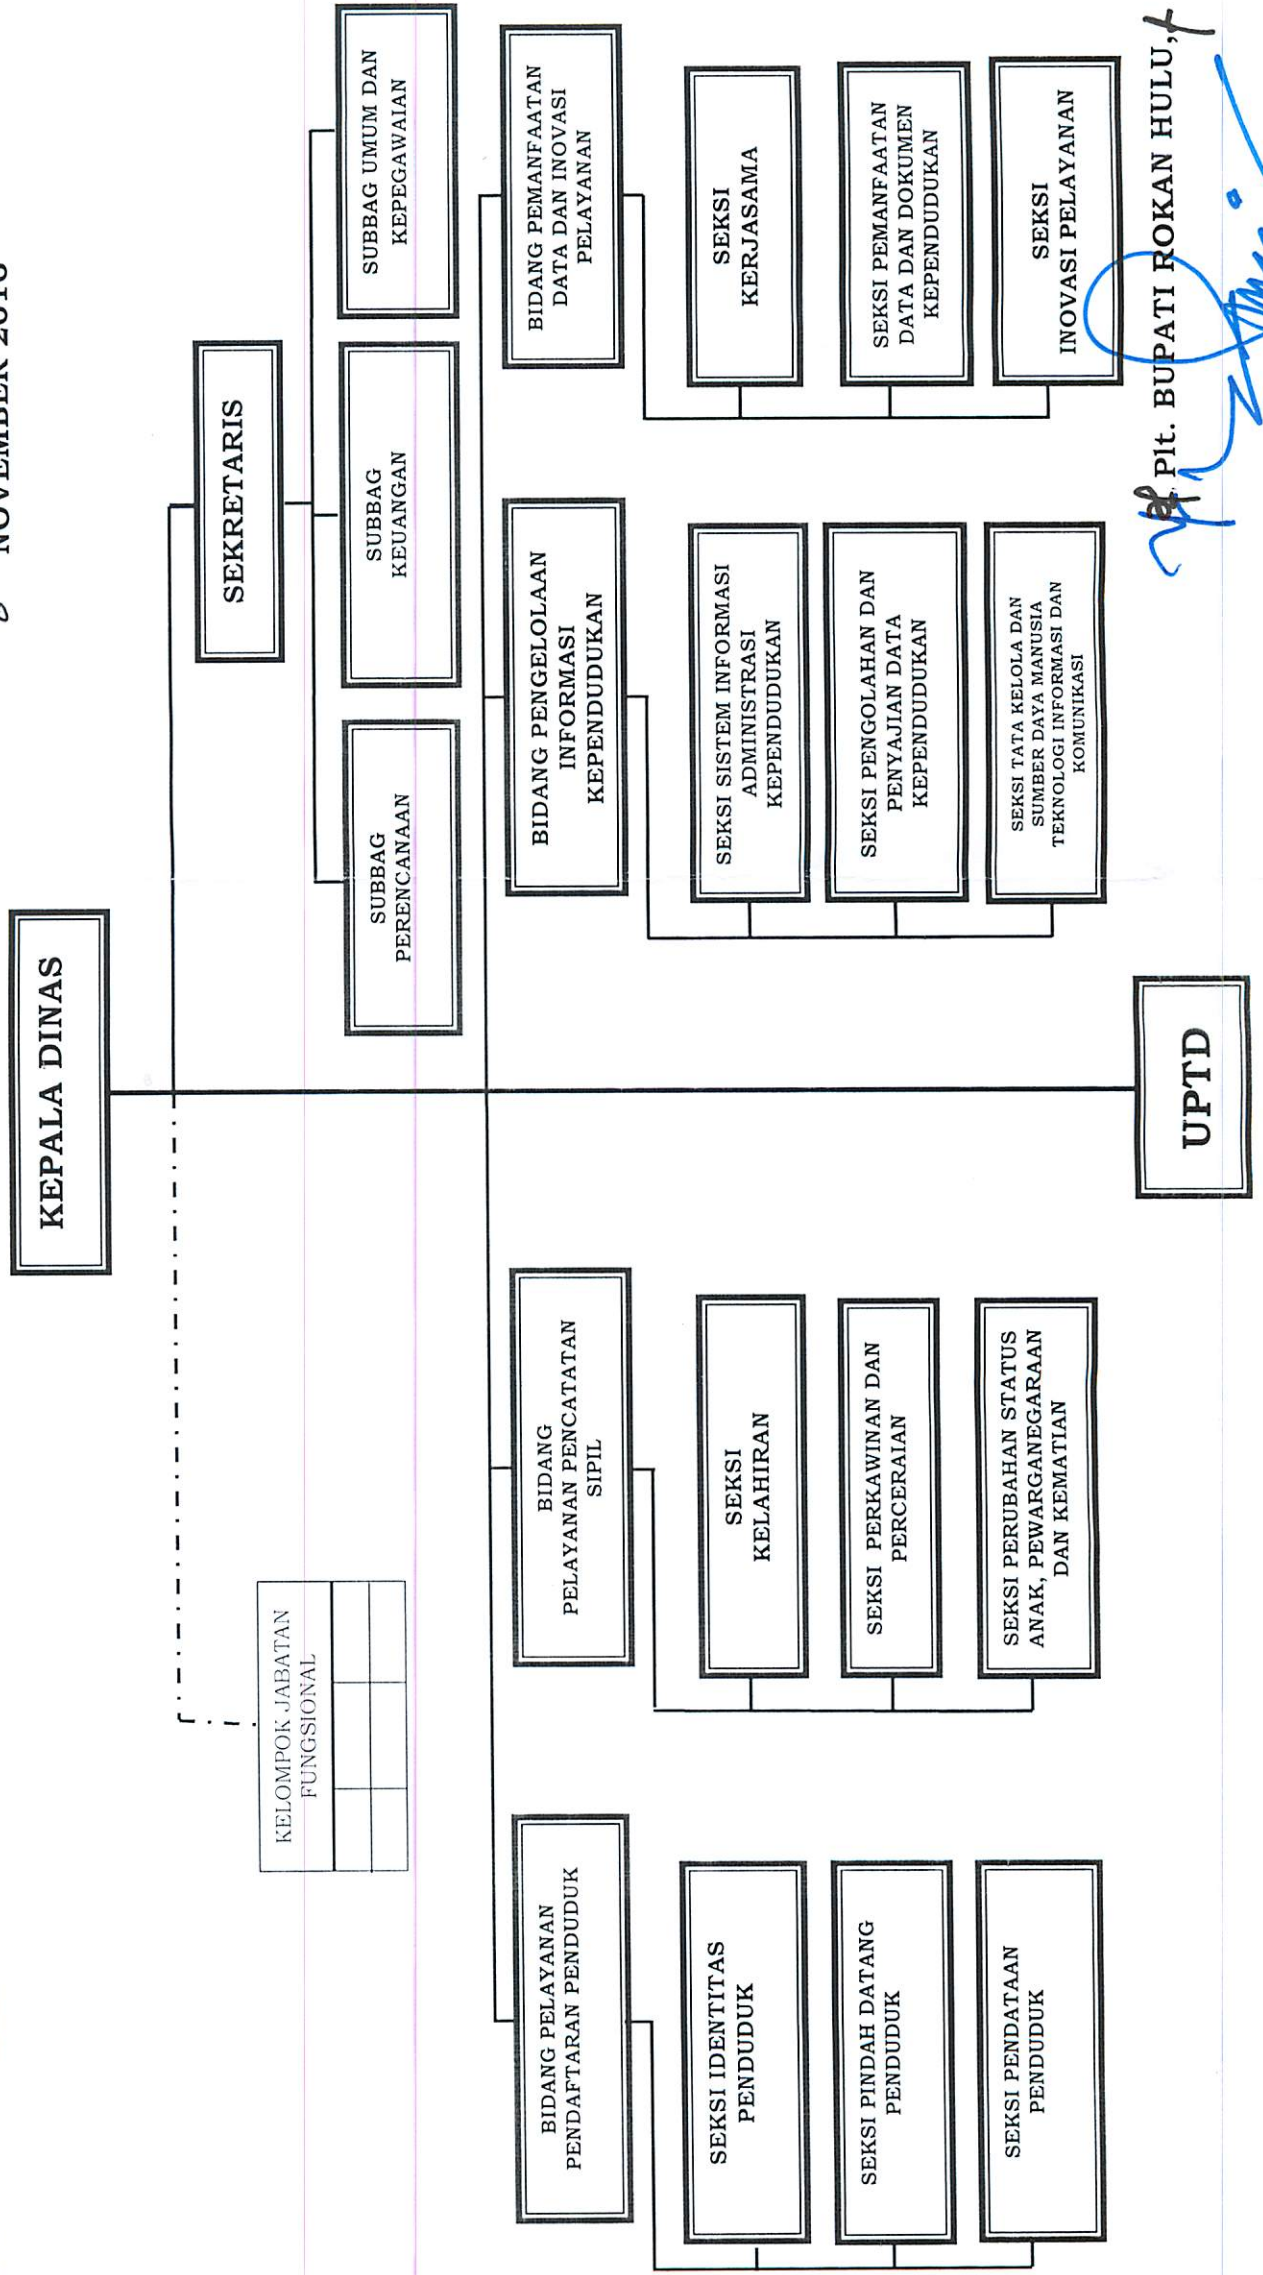 NOVEMBER 2018
KEPALA DINAS
SEKRETARIS
KELOMPOK JABATAN
FUNGSIONAL
SUBBAG
PERENCANAAN
SUBBAG
KEUANGAN
SUBBAG UMUM DAN
KEPEGAWAIAN
BIDANG PELAYANAN
PENDAFTARAN PENDUDUK
BIDANG
PELAYANAN PENCATATAN
SIPIL
BIDANG PENGELOLAAN
INFORMASI
KEPENDUDUKAN
BIDANG PEMANFAATAN
DATA DAN INOVASI
PELAYANAN
SEKSI IDENTITAS
PENDUDUK
SEKSI PINDAH DATANG
PENDUDUK
SEKSI PENDATAAN
PENDUDUK
SEKSI
KELAHIRAN
SEKSI PERKAWINAN DAN
PERCERAIAN
SEKSI PERUBAHAN STATUS
ANAK, PEWARGANEGARAAN
DAN KEMATIAN
SEKSI SISTEM INFORMASI
ADMINISTRASI
KEPENDUDUKAN
SEKSI PENGOLAHAN DAN
PENYAJIAN DATA
KEPENDUDUKAN
SEKSI TATA KELOLA DAN
SUMBER DAYA MANUSIA
TEKNOLOGI INFORMASI DAN
KOMUNIKASI
SEKSI
KERJASAMA
SEKSI PEMANFAATAN
DATA DAN DOKUMEN
KEPENDUDUKAN
SEKSI
INOVASI PELAYANAN
UPTD
Plt. BUPATI ROKAN HULU,